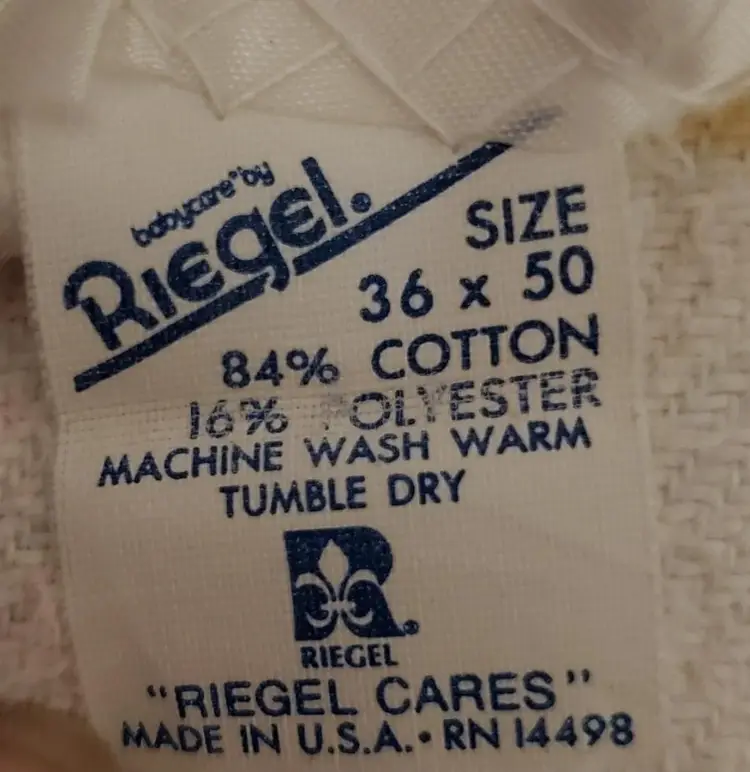 babycare® by
Riegel®
SIZE
36 x 50
84% COTTON
16% POLYESTER
MACHINE WASH WARM
TUMBLE DRY
R®
RIEGEL
“RIEGEL CARES”
MADE IN U.S.A. • RN 14498